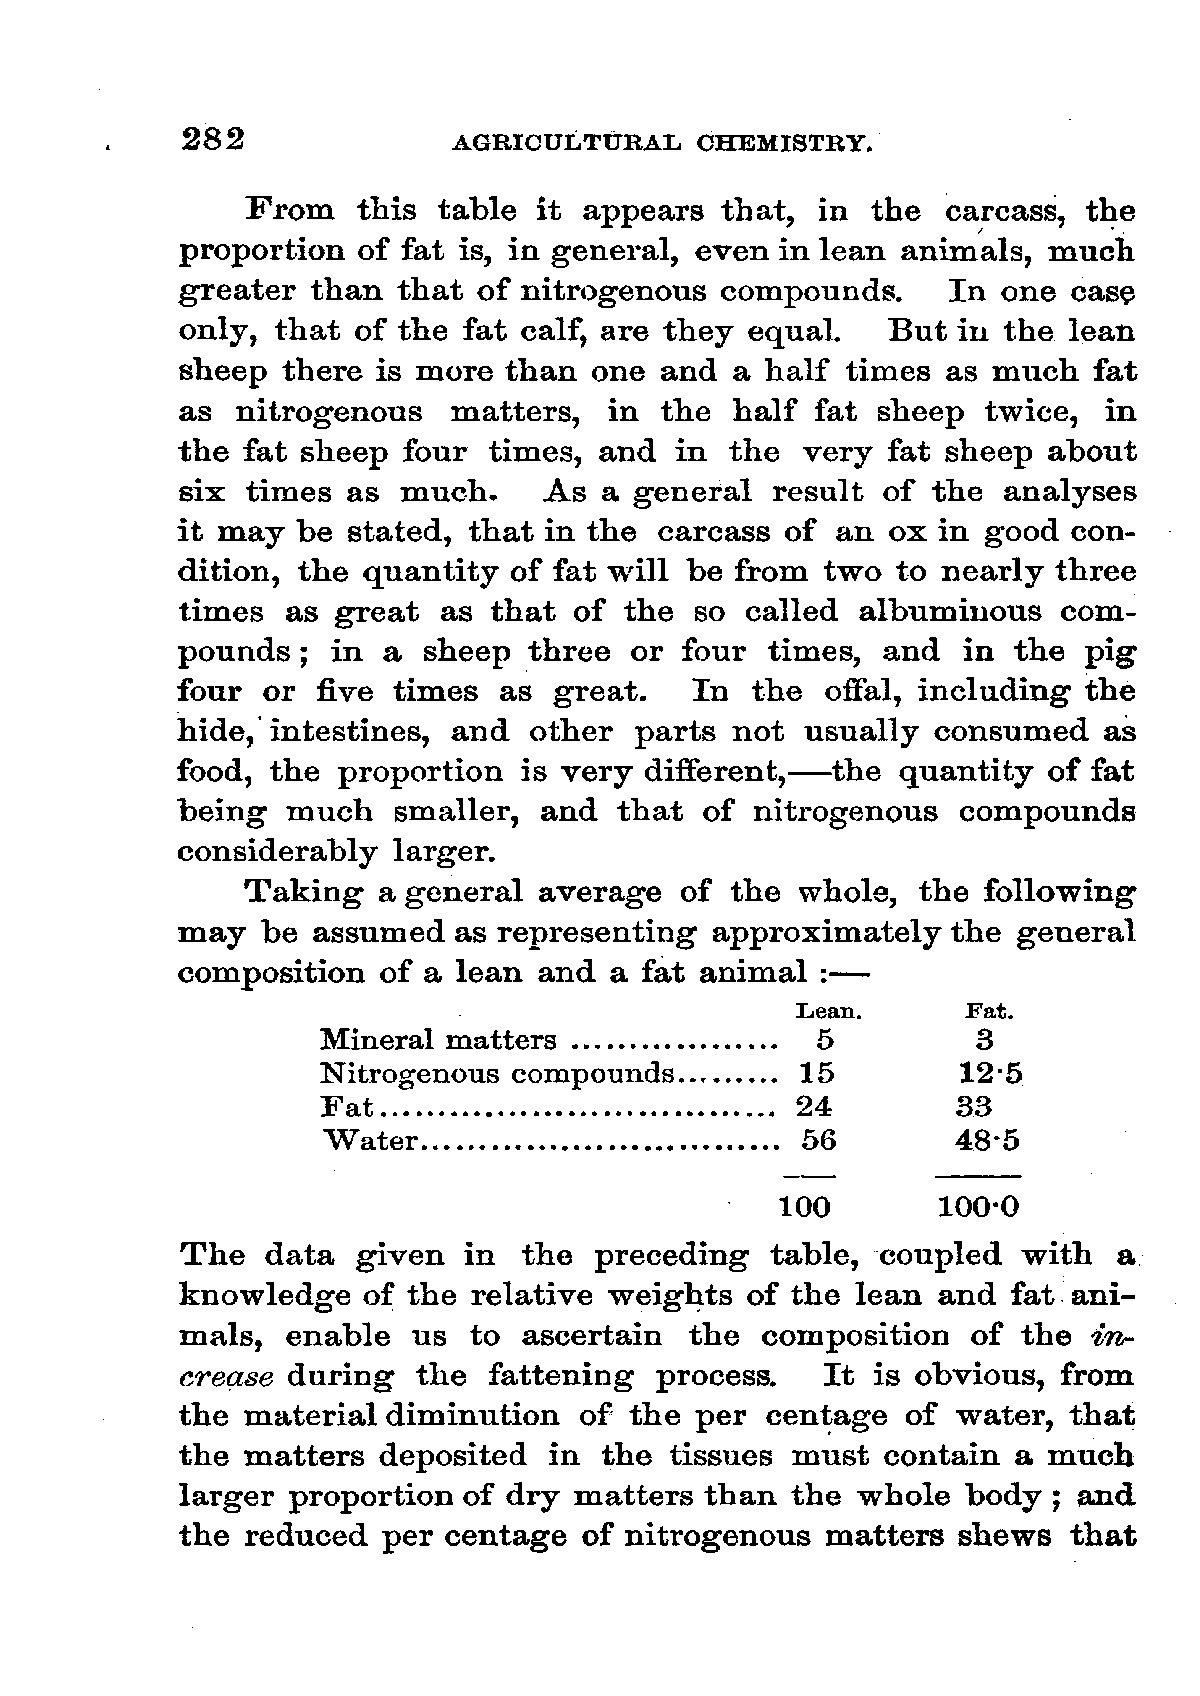 282 AGRICULTURAL CHEMISTRY.
From this table it appears that, in the carcass, the
proportion of fat is, in general, even in lean animals, much
greater than that of nitrogenous compounds. In one case
only, that of the fat calf, are they equal. But in the lean
sheep there is more than one and a half times as much fat
as nitrogenous matters, in the half fat sheep twice, in
the fat sheep four times, and in the very fat sheep about
six times as much. As a general result of the analyses
it may be stated, that in the carcass of an ox in good con-
dition, the quantity of fat will be from two to nearly three
times as great as that of the so called albuminous com-
pounds; in a sheep three or four times, and in the pig
four or five times as great. In the offal, including the
hide, intestines, and other parts not usually consumed as
food, the proportion is very different,—the quantity of fat
being much smaller, and that of nitrogenous compounds
considerably larger.
Taking a general average of the whole, the following
may be assumed as representing approximately the general
composition of a lean and a fat animal :—
Lean. Fat.
Mineral matters .................. 5 3
Nitrogenous compounds......... 15 12·5
Fat.................................. 24 33
Water............................... 56 48·5
100 100·0
The data given in the preceding table, coupled with a
knowledge of the relative weights of the lean and fat ani-
mals, enable us to ascertain the composition of the in-
crease during the fattening process. It is obvious, from
the material diminution of the per centage of water, that
the matters deposited in the tissues must contain a much
larger proportion of dry matters than the whole body; and
the reduced per centage of nitrogenous matters shews that